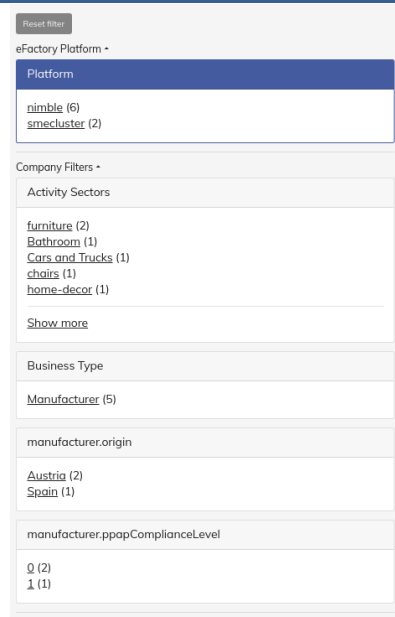 Reset filter
eFactory Platform
Platform
nimble (6)
smecluster (2)
Company Filters
Activity Sectors
furniture (2)
Bathroom (1)
Cars and Trucks (1)
chairs (1)
home-decor (1)
Show more
Business Type
Manufacturer (5)
manufacturer.origin
Austria (2)
Spain (1)
manufacturer.ppapComplianceLevel
0 (2)
1 (1)